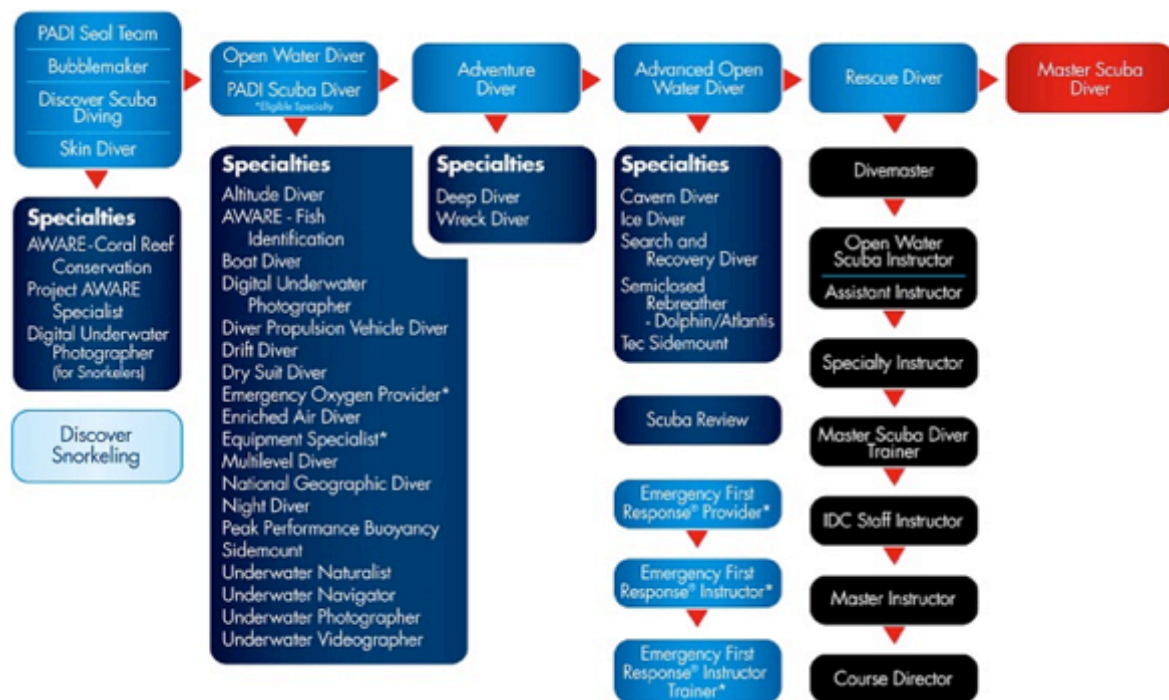 PADI Seal Team
Bubblemaker
Discover Scuba
Diving
Skin Diver
Open Water Diver
PADI Scuba Diver
*Eligible Specialty
Adventure
Diver
Advanced Open
Water Diver
Rescue Diver
Master Scuba
Diver
Specialties
AWARE-Coral Reef
Conservation
Project AWARE
Specialist
Digital Underwater
Photographer
(for Snorkelers)
Discover
Snorkeling
Specialties
Altitude Diver
AWARE - Fish
Identification
Boat Diver
Digital Underwater
Photographer
Diver Propulsion Vehicle Diver
Drift Diver
Dry Suit Diver
Emergency Oxygen Provider*
Enriched Air Diver
Equipment Specialist*
Multilevel Diver
National Geographic Diver
Night Diver
Peak Performance Buoyancy
Sidemount
Underwater Naturalist
Underwater Navigator
Underwater Photographer
Underwater Videographer
Specialties
Deep Diver
Wreck Diver
Specialties
Cavern Diver
Ice Diver
Search and
Recovery Diver
Semiclosed
Rebreather
- Dolphin/Atlantis
Tec Sidemount
Scuba Review
Emergency First
Response® Provider*
Emergency First
Response® Instructor*
Emergency First
Response® Instructor
Trainer*
Divemaster
Open Water
Scuba Instructor
Assistant Instructor
Specialty Instructor
Master Scuba Diver
Trainer
IDC Staff Instructor
Master Instructor
Course Director